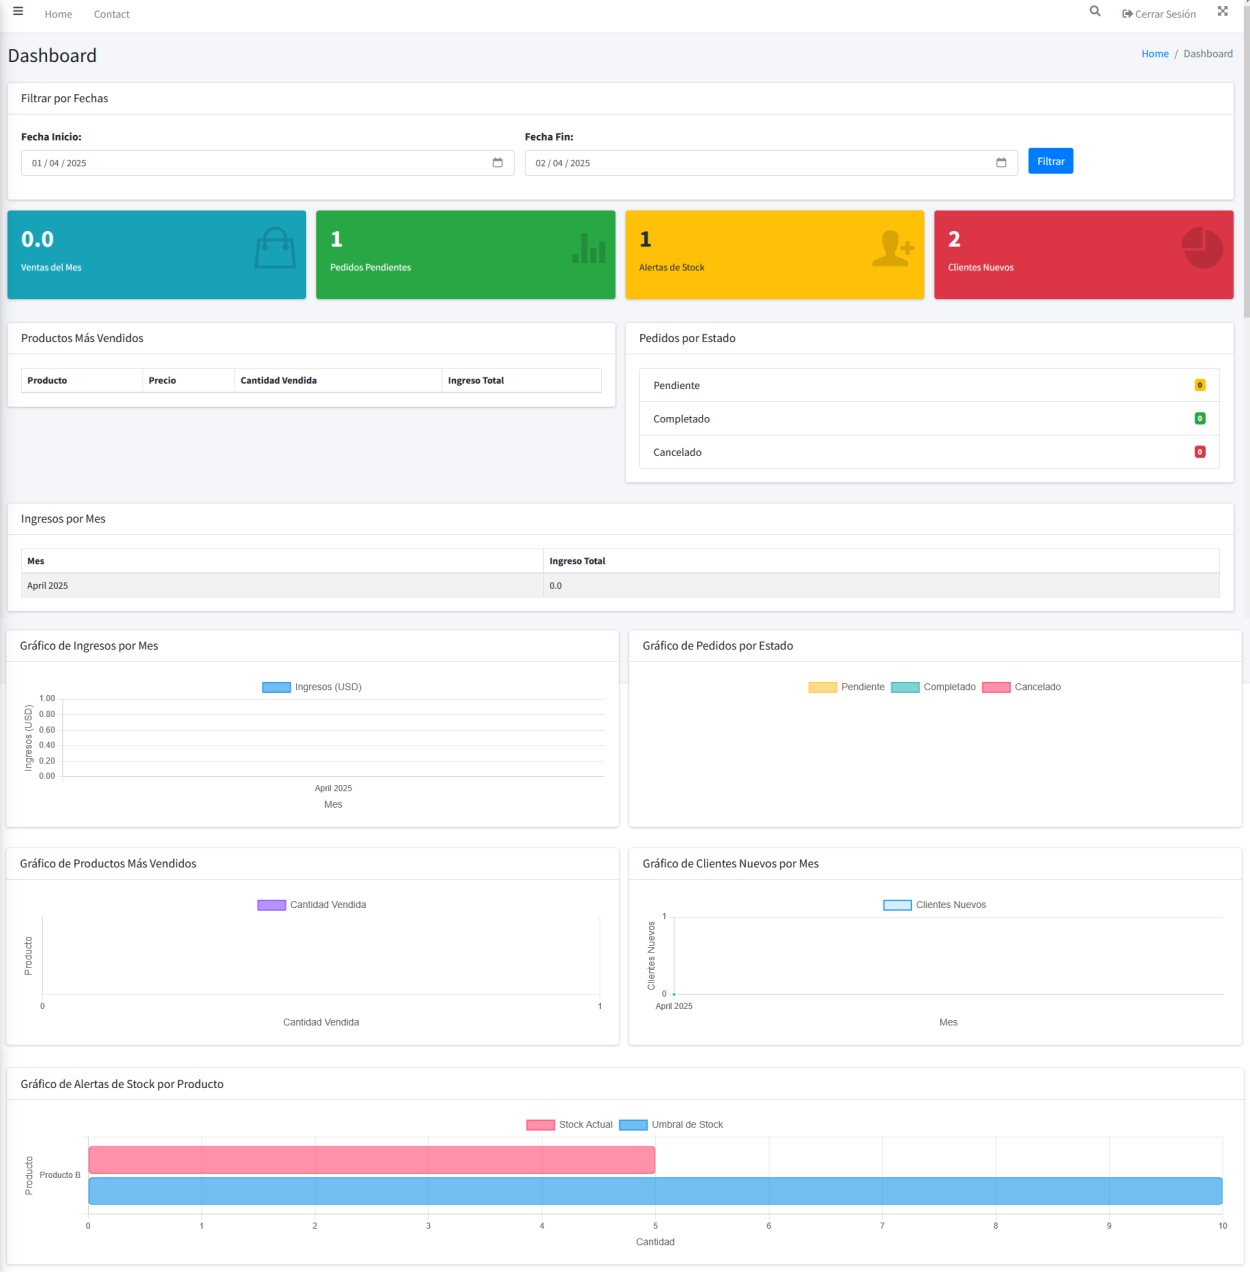 Home Contact Cerrar Sesión
Dashboard
Home / Dashboard
Filtrar por Fechas
Fecha Inicio: Fecha Fin:
01 / 04 / 2025 02 / 04 / 2025 Filtrar
0.0 1 1 2
Ventas del Mes Pedidos Pendientes Alertas de Stock Clientes Nuevos
Productos Más Vendidos
Producto Precio Cantidad Vendida Ingreso Total
Pedidos por Estado
Pendiente 0
Completado 0
Cancelado 0
Ingresos por Mes
Mes Ingreso Total
April 2025 0.0
Gráfico de Ingresos por Mes
Ingresos (USD)
Ingresos (USD)
1.00
0.80
0.60
0.40
0.20
0.00
April 2025
Mes
Gráfico de Pedidos por Estado
Pendiente Completado Cancelado
Gráfico de Productos Más Vendidos
Cantidad Vendida
Producto
0 1
Cantidad Vendida
Gráfico de Clientes Nuevos por Mes
Clientes Nuevos
Clientes Nuevos
1
0
April 2025
Mes
Gráfico de Alertas de Stock por Producto
Stock Actual Umbral de Stock
Producto
Producto B
0 1 2 3 4 5 6 7 8 9 10
Cantidad